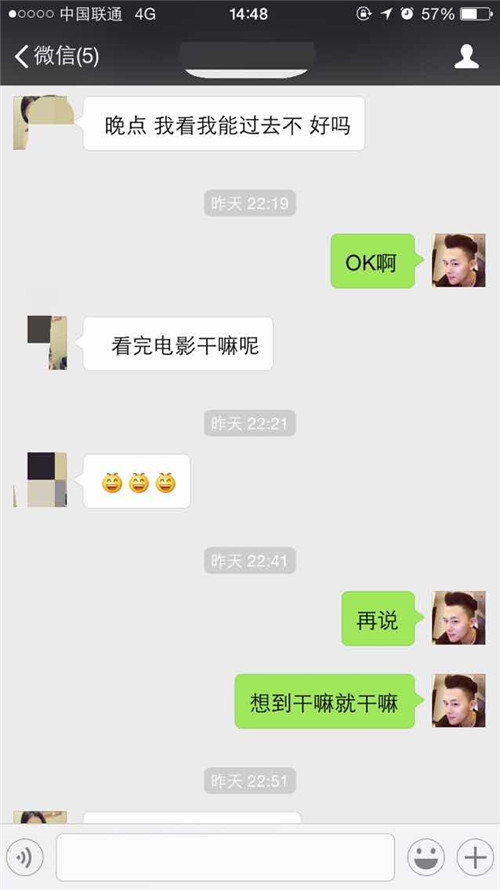 中国联通 4G 14:48 57%
微信(5)
晚点 我看我能过去不 好吗
昨天 22:19
OK啊
看完电影干嘛呢
昨天 22:21
昨天 22:41
再说
想到干嘛就干嘛
昨天 22:51